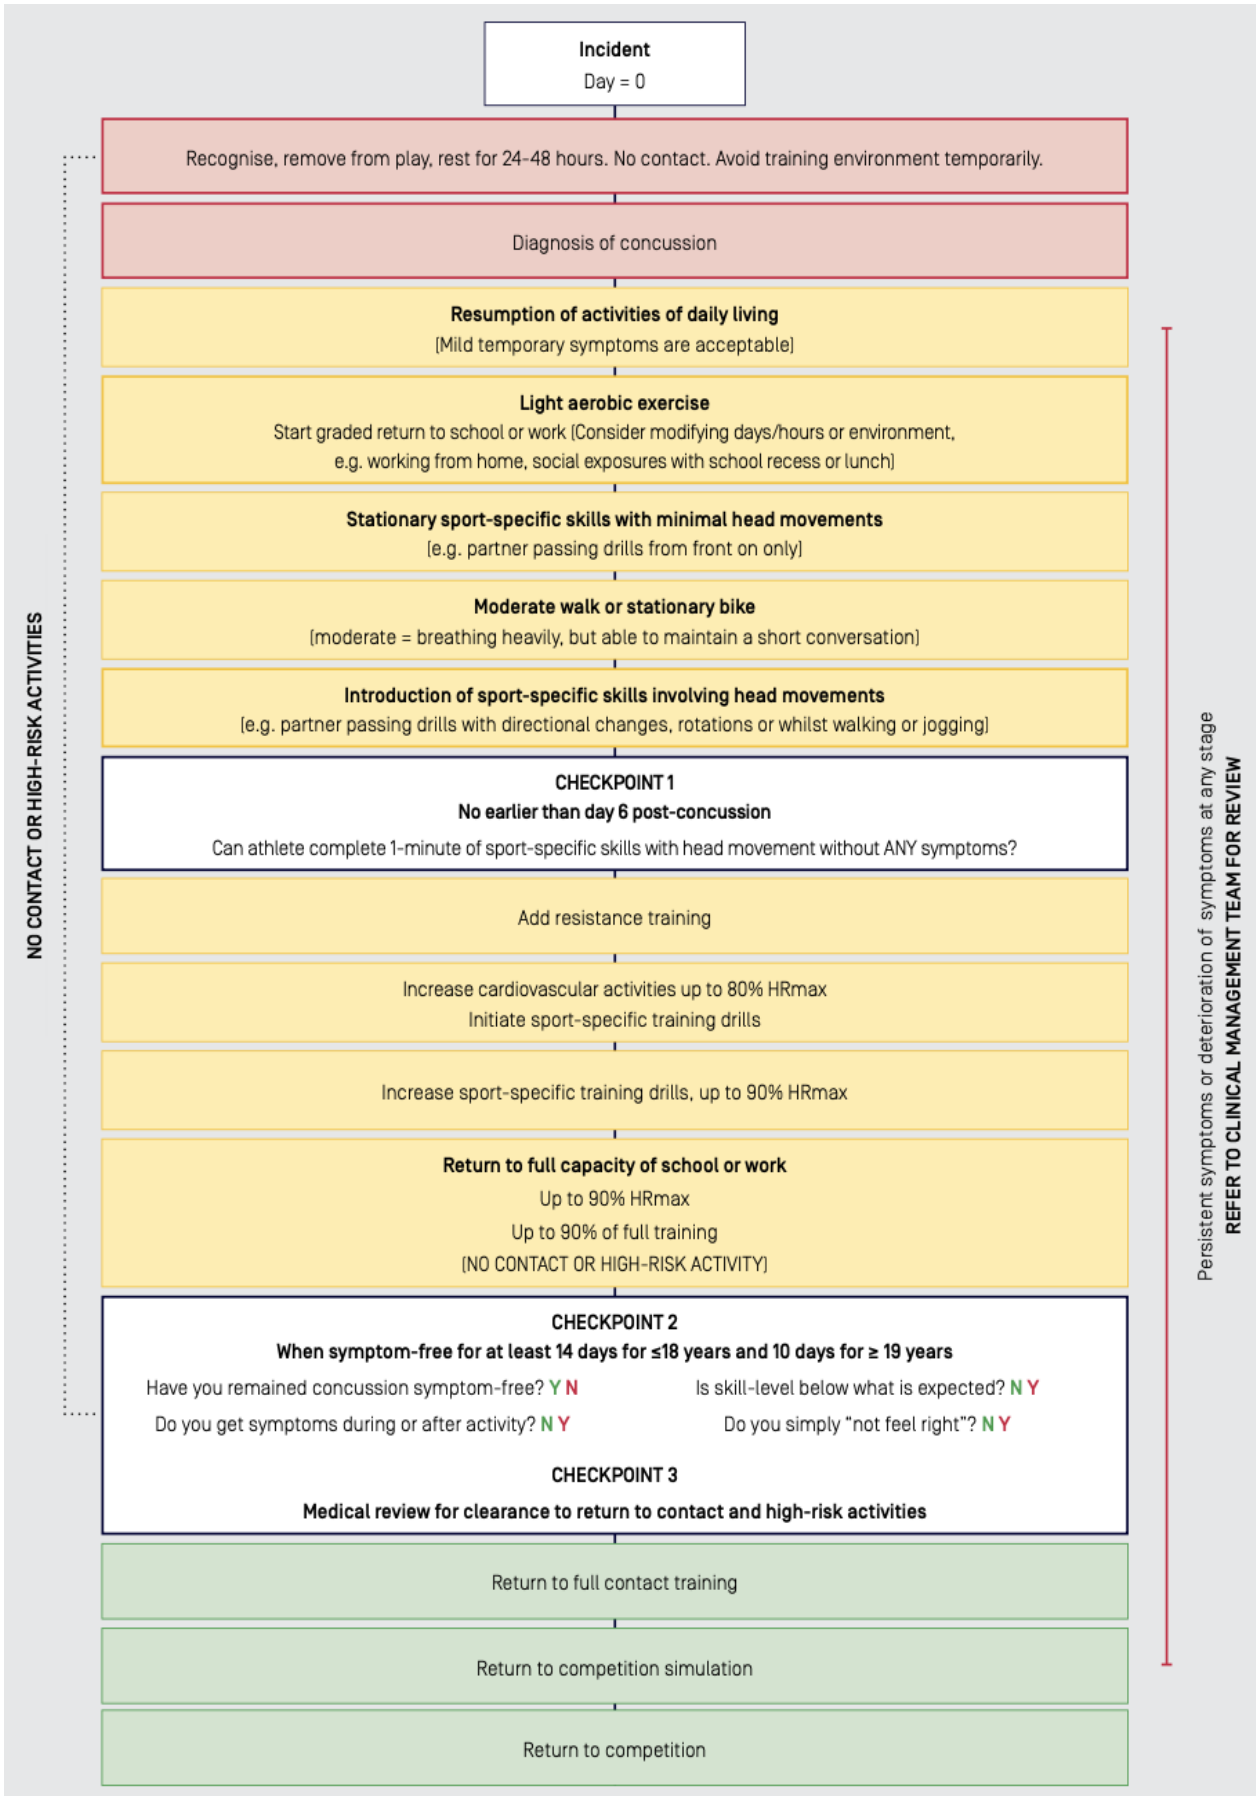 Incident
Day = 0
Recognise, remove from play, rest for 24-48 hours. No contact. Avoid training environment temporarily.
Diagnosis of concussion
Resumption of activities of daily living
(Mild temporary symptoms are acceptable)
Light aerobic exercise
Start graded return to school or work (Consider modifying days/hours or environment,
e.g. working from home, social exposures with school recess or lunch)
Stationary sport-specific skills with minimal head movements
(e.g. partner passing drills from front on only)
Moderate walk or stationary bike
(moderate = breathing heavily, but able to maintain a short conversation)
Introduction of sport-specific skills involving head movements
(e.g. partner passing drills with directional changes, rotations or whilst walking or jogging)
CHECKPOINT 1
No earlier than day 6 post-concussion
Can athlete complete 1-minute of sport-specific skills with head movement without ANY symptoms?
Add resistance training
Increase cardiovascular activities up to 80% HRmax
Initiate sport-specific training drills
Increase sport-specific training drills, up to 90% HRmax
Return to full capacity of school or work
Up to 90% HRmax
Up to 90% of full training
(NO CONTACT OR HIGH-RISK ACTIVITY)
CHECKPOINT 2
When symptom-free for at least 14 days for ≤18 years and 10 days for ≥ 19 years
Have you remained concussion symptom-free? Y N
Is skill-level below what is expected? N Y
Do you get symptoms during or after activity? N Y
Do you simply “not feel right”? N Y
CHECKPOINT 3
Medical review for clearance to return to contact and high-risk activities
Return to full contact training
Return to competition simulation
Return to competition
NO CONTACT OR HIGH-RISK ACTIVITIES
Persistent symptoms or deterioration of symptoms at any stage
REFER TO CLINICAL MANAGEMENT TEAM FOR REVIEW